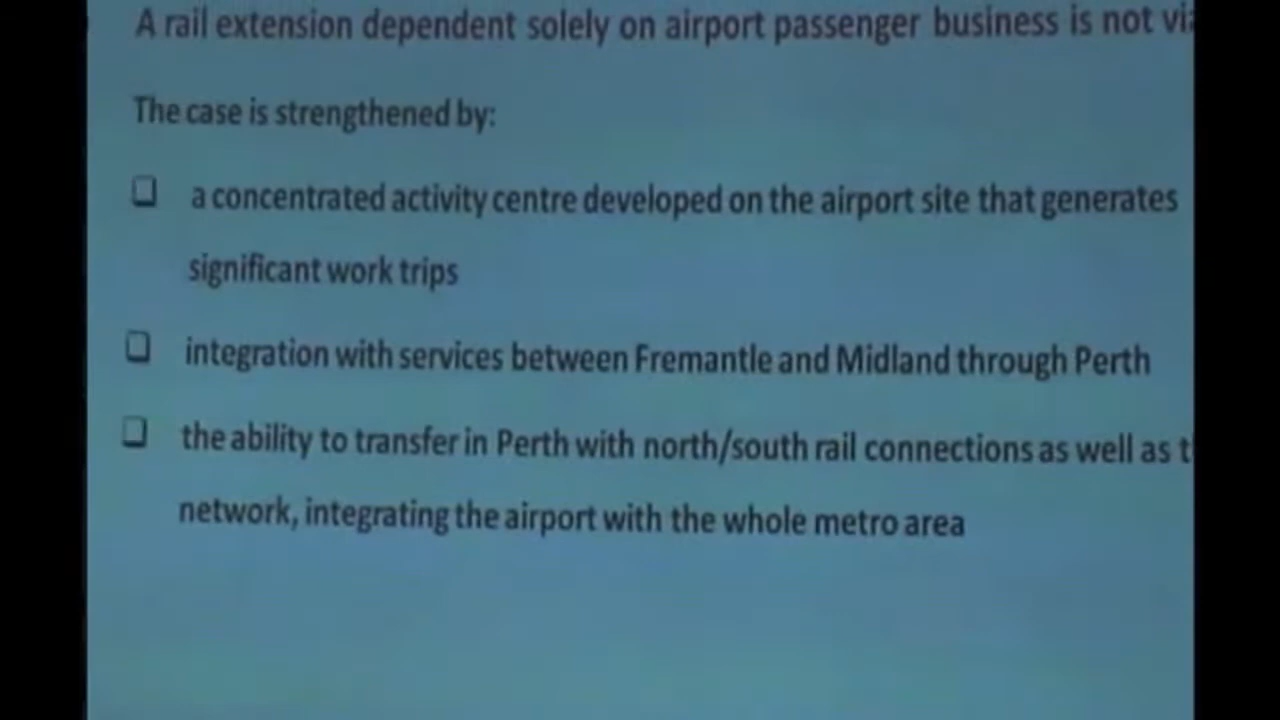 A rail extension dependent solely on airport passenger business is not
The case is strengthened by:
❑ a concentrated activity centre developed on the airport site that generates
significant work trips
❑ integration with services between Fremantle and Midland through Perth
❑ the ability to transfer in Perth with north/south rail connections as well as
network, integrating the airport with the whole metro area